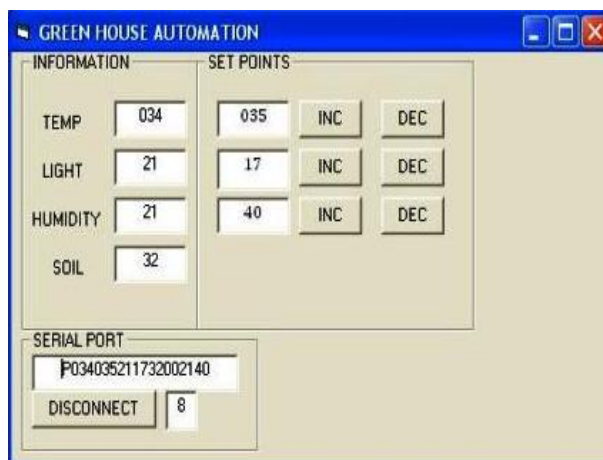 GREEN HOUSE AUTOMATION
INFORMATION SET POINTS
TEMP 034 035 INC DEC
LIGHT 21 17 INC DEC
HUMIDITY 21 40 INC DEC
SOIL 32
SERIAL PORT
P034035211732002140
DISCONNECT 8